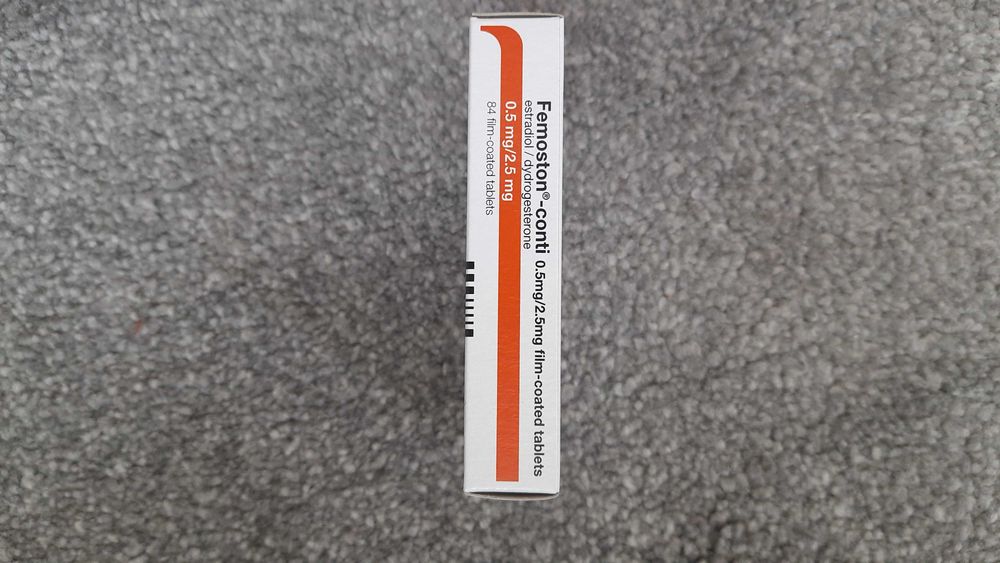 Femoston®-conti 0.5mg/2.5mg film-coated tablets
estradiol / dydrogesterone
0.5 mg/2.5 mg
84 film-coated tablets